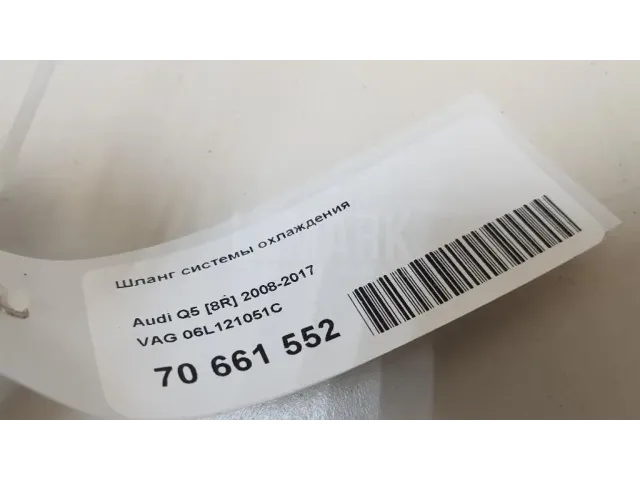 Шланг системы охлаждения
Audi Q5 [8R] 2008-2017
VAG 06L121051C
70 661 552